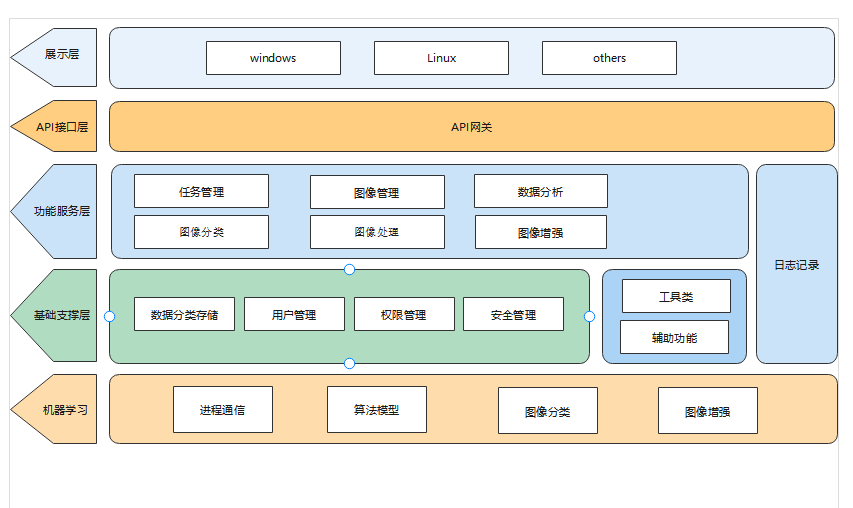 展示层
windows
Linux
others
API接口层
API网关
功能服务层
任务管理
图像管理
数据分析
图像分类
图像处理
图像增强
日志记录
基础支撑层
数据分类存储
用户管理
权限管理
安全管理
工具类
辅助功能
机器学习
进程通信
算法模型
图像分类
图像增强